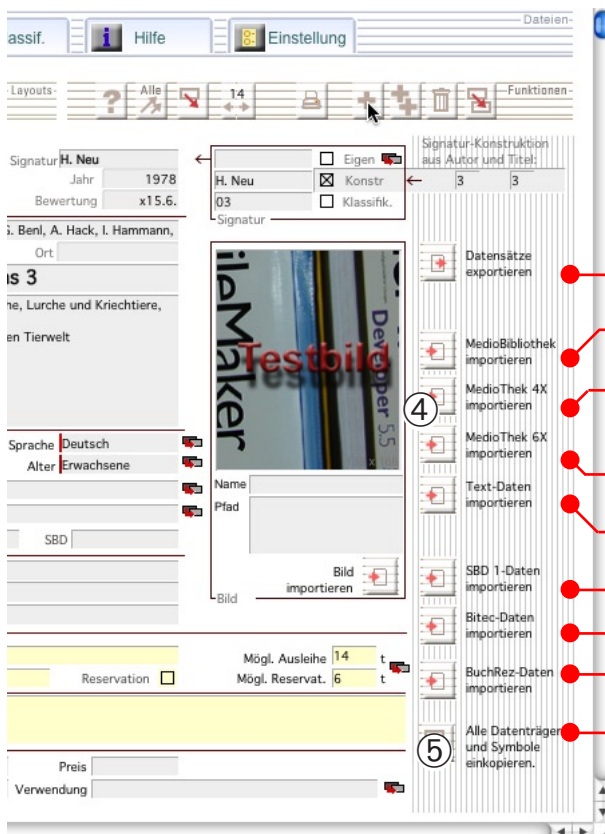 Dateien
assif.
Hilfe
Einstellung
Layouts
Alle
14
Funktionen
?
Signatur H. Neu
Jahr 1978
Bewertung x15.6.
Eigen
H. Neu Konstr
03 Klassifik.
Signatur
Signatur-Konstruktion
aus Autor und Titel:
3 3
G. Benl, A. Hack, I. Hammann,
Ort
s 3
ne, Lurche und Kriechtiere,
en Tierwelt
Sprache Deutsch
Alter Erwachsene
SBD
FileMaker
Developer 5.5
Testbild
Name
Pfad
Bild
importieren
Bild
Datensätze
exportieren
MedioBibliothek
importieren
④
MedioThek 4X
importieren
MedioThek 6X
importieren
Text-Daten
importieren
SBD 1-Daten
importieren
Bitec-Daten
importieren
BuchRez-Daten
importieren
⑤
Alle Datenträger
und Symbole
einkopieren.
Mögl. Ausleihe 14 t
Reservation
Mögl. Reservat. 6 t
Preis
Verwendung